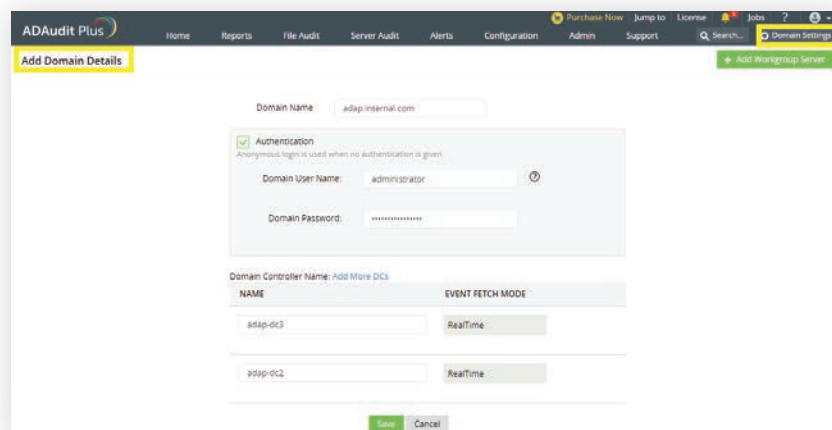 Purchase Now Jump to License Jobs ?
ADAudit Plus
Home Reports File Audit Server Audit Alerts Configuration Admin Support Search... Domain Settings
Add Domain Details
+ Add Workgroup Server
Domain Name adap.internal.com
Authentication
Anonymous login is used when no authentication is given.
Domain User Name: administrator ?
Domain Password: ****************
Domain Controller Name: Add More DCs
NAME EVENT FETCH MODE
adap-dc3 RealTime
adap-dc2 RealTime
Save Cancel